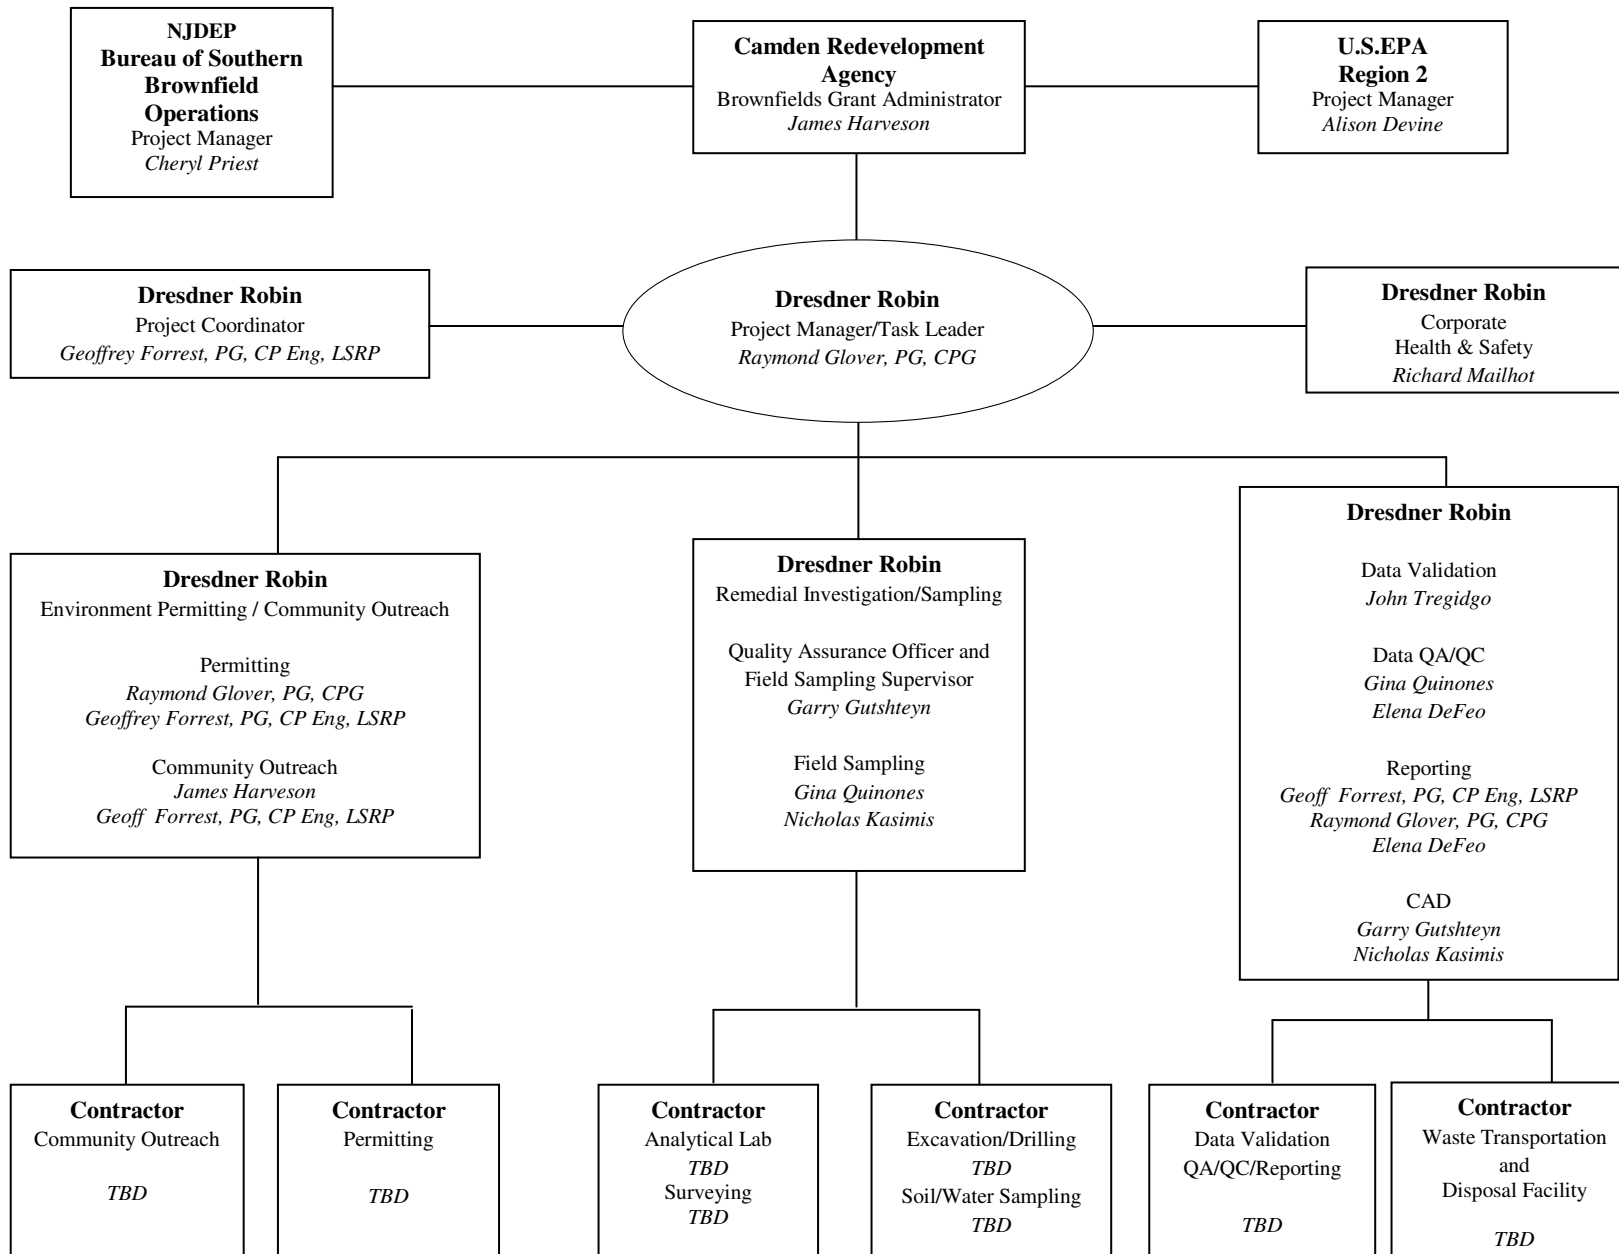 NJDEP
Bureau of Southern
Brownfield
Operations
Project Manager
Cheryl Priest
Camden Redevelopment
Agency
Brownfields Grant Administrator
James Harveson
U.S.EPA
Region 2
Project Manager
Alison Devine
Dresdner Robin
Project Coordinator
Geoffrey Forrest, PG, CP Eng, LSRP
Dresdner Robin
Project Manager/Task Leader
Raymond Glover, PG, CPG
Dresdner Robin
Corporate
Health & Safety
Richard Mailhot
Dresdner Robin
Environment Permitting / Community Outreach
Permitting
Raymond Glover, PG, CPG
Geoffrey Forrest, PG, CP Eng, LSRP
Community Outreach
James Harveson
Geoff Forrest, PG, CP Eng, LSRP
Dresdner Robin
Remedial Investigation/Sampling
Quality Assurance Officer and
Field Sampling Supervisor
Garry Gutshteyn
Field Sampling
Gina Quinones
Nicholas Kasimis
Dresdner Robin
Data Validation
John Tregidgo
Data QA/QC
Gina Quinones
Elena DeFeo
Reporting
Geoff Forrest, PG, CP Eng, LSRP
Raymond Glover, PG, CPG
Elena DeFeo
CAD
Garry Gutshteyn
Nicholas Kasimis
Contractor
Community Outreach
TBD
Contractor
Permitting
TBD
Contractor
Analytical Lab
TBD
Surveying
TBD
Contractor
Excavation/Drilling
TBD
Soil/Water Sampling
TBD
Contractor
Data Validation
QA/QC/Reporting
TBD
Contractor
Waste Transportation
and
Disposal Facility
TBD